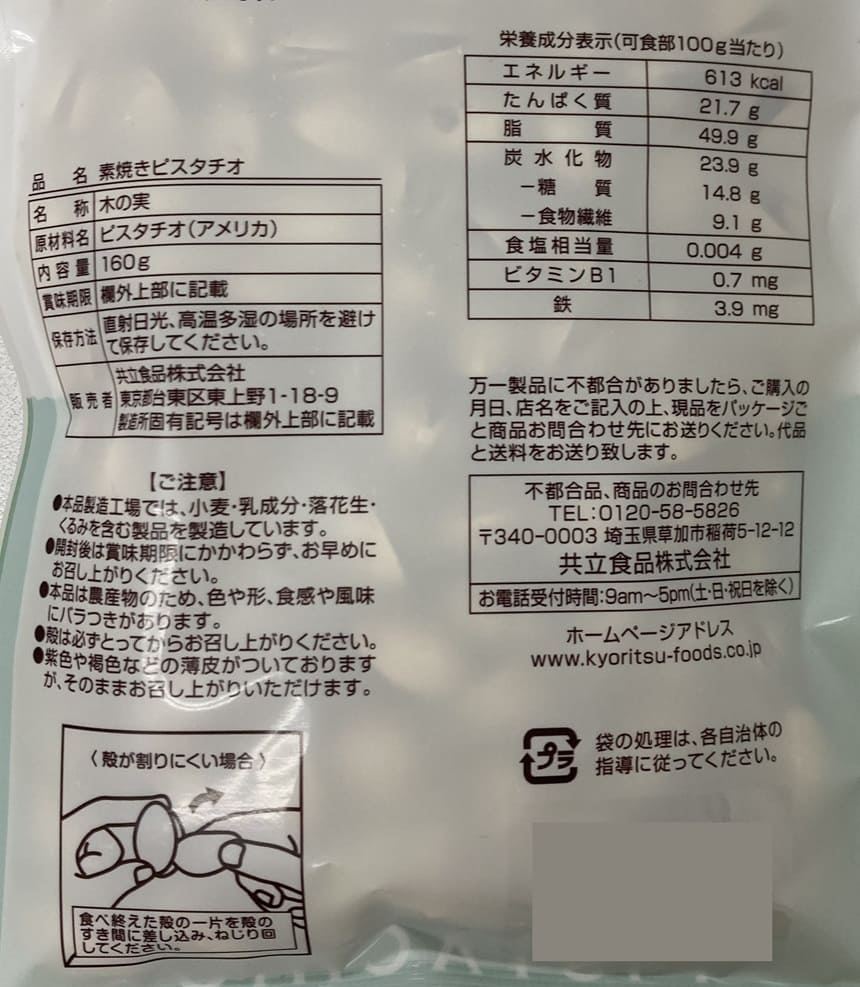 品名 素焼きピスタチオ
名称 木の実
原材料名 ピスタチオ(アメリカ)
内容量 160g
賞味期限 欄外上部に記載
保存方法 直射日光、高温多湿の場所を避け
て保存してください。
販売者 共立食品株式会社
東京都台東区東上野1-18-9
製造所固有記号は欄外上部に記載
【ご注意】
●本品製造工場では、小麦・乳成分・落花生・
くるみを含む製品を製造しています。
●開封後は賞味期限にかかわらず、お早めに
お召し上がりください。
●本品は農産物のため、色や形、食感や風味
にバラつきがあります。
●殻は必ずとってからお召し上がりください。
●紫色や褐色などの薄皮がついております
が、そのままお召し上がりいただけます。
〈殻が割りにくい場合〉
食べ終えた殻の一片を殻の
すき間に差し込み、ねじり回
してください。
栄養成分表示(可食部100g当たり)
エネルギー 613 kcal
たんぱく質 21.7 g
脂質 49.9 g
炭水化物 23.9 g
-糖質 14.8 g
-食物繊維 9.1 g
食塩相当量 0.004 g
ビタミンB1 0.7 mg
鉄 3.9 mg
万一製品に不都合がありましたら、ご購入の
月日、店名をご記入の上、現品をパッケージご
と商品お問合わせ先にお送りください。代品
と送料をお送り致します。
不都合品、商品のお問合わせ先
TEL:0120-58-5826
〒340-0003 埼玉県草加市稲荷5-12-12
共立食品株式会社
お電話受付時間:9am~5pm(土・日・祝日を除く)
ホームページアドレス
www.kyoritsu-foods.co.jp
プラ
袋の処理は、各自治体の
指導に従ってください。